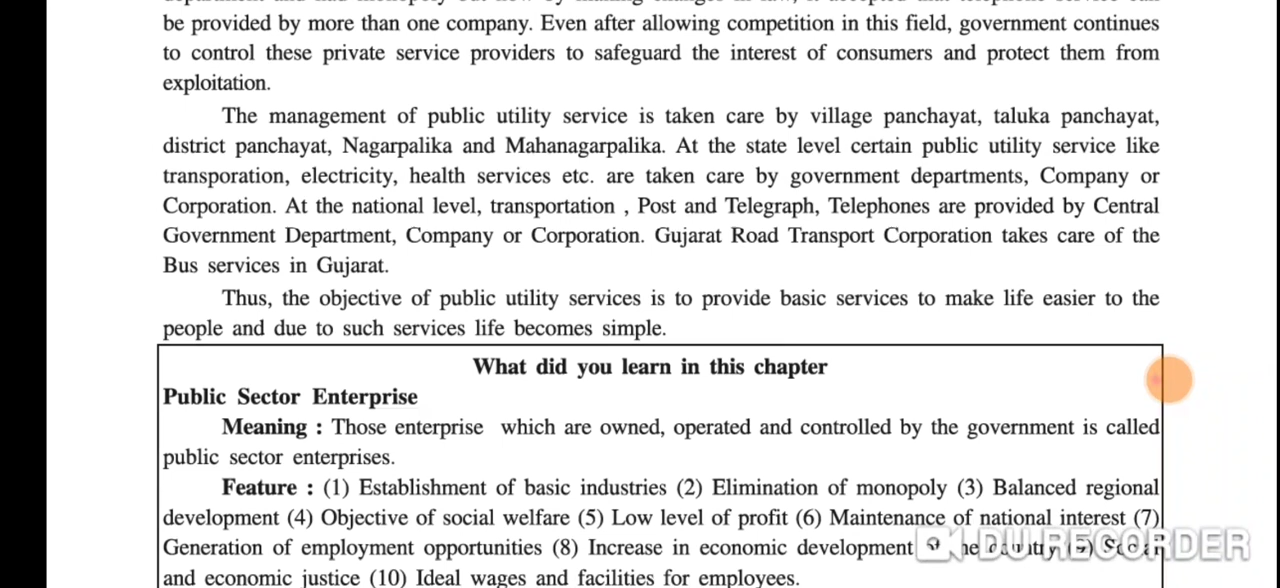 be provided by more than one company. Even after allowing competition in this field, government continues
to control these private service providers to safeguard the interest of consumers and protect them from
exploitation.
The management of public utility service is taken care by village panchayat, taluka panchayat,
district panchayat, Nagarpalika and Mahanagarpalika. At the state level certain public utility service like
transporation, electricity, health services etc. are taken care by government departments, Company or
Corporation. At the national level, transportation , Post and Telegraph, Telephones are provided by Central
Government Department, Company or Corporation. Gujarat Road Transport Corporation takes care of the
Bus services in Gujarat.
Thus, the objective of public utility services is to provide basic services to make life easier to the
people and due to such services life becomes simple.
What did you learn in this chapter
Public Sector Enterprise
Meaning : Those enterprise which are owned, operated and controlled by the government is called
public sector enterprises.
Feature : (1) Establishment of basic industries (2) Elimination of monopoly (3) Balanced regional
development (4) Objective of social welfare (5) Low level of profit (6) Maintenance of national interest (7)
Generation of employment opportunities (8) Increase in economic development
DU RECORDER
and economic justice (10) Ideal wages and facilities for employees.